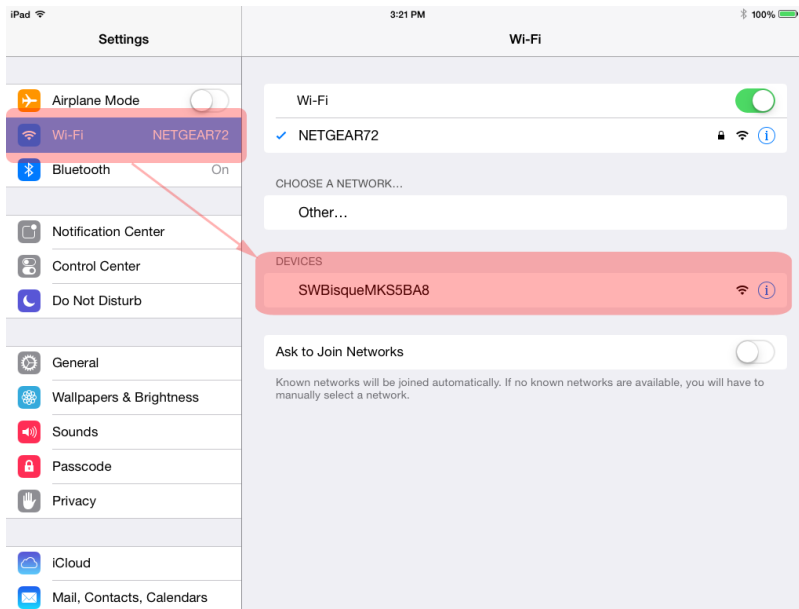 iPad
3:21 PM
100%
Settings
Wi-Fi
Airplane Mode
Wi-Fi NETGEAR72
Bluetooth On
Notification Center
Control Center
Do Not Disturb
General
Wallpapers & Brightness
Sounds
Passcode
Privacy
iCloud
Mail, Contacts, Calendars
Wi-Fi
NETGEAR72
CHOOSE A NETWORK...
Other...
DEVICES
SWBisqueMKS5BA8
Ask to Join Networks
Known networks will be joined automatically. If no known networks are available, you will have to
manually select a network.